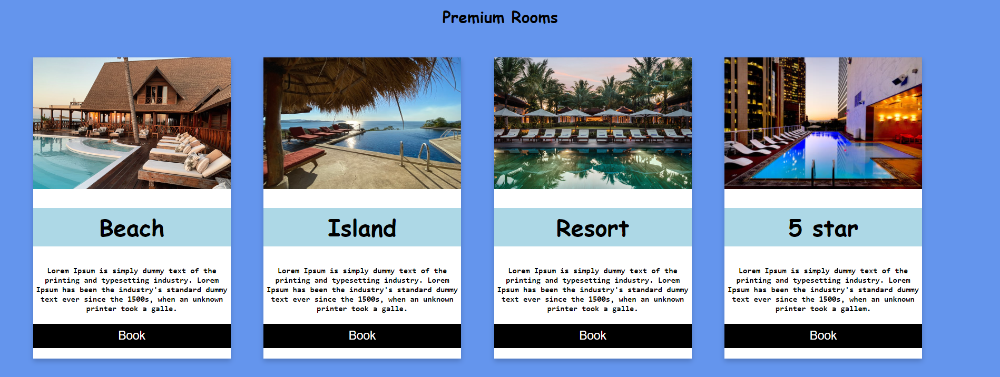 Premium Rooms
Beach
Lorem Ipsum is simply dummy text of the
printing and typesetting industry. Lorem
Ipsum has been the industry's standard dummy
text ever since the 1500s, when an unknown
printer took a galle.
Book
Island
Lorem Ipsum is simply dummy text of the
printing and typesetting industry. Lorem
Ipsum has been the industry's standard dummy
text ever since the 1500s, when an unknown
printer took a galle.
Book
Resort
Lorem Ipsum is simply dummy text of the
printing and typesetting industry. Lorem
Ipsum has been the industry's standard dummy
text ever since the 1500s, when an unknown
printer took a galle.
Book
5 star
Lorem Ipsum is simply dummy text of the
printing and typesetting industry. Lorem
Ipsum has been the industry's standard dummy
text ever since the 1500s, when an unknown
printer took a gallem.
Book